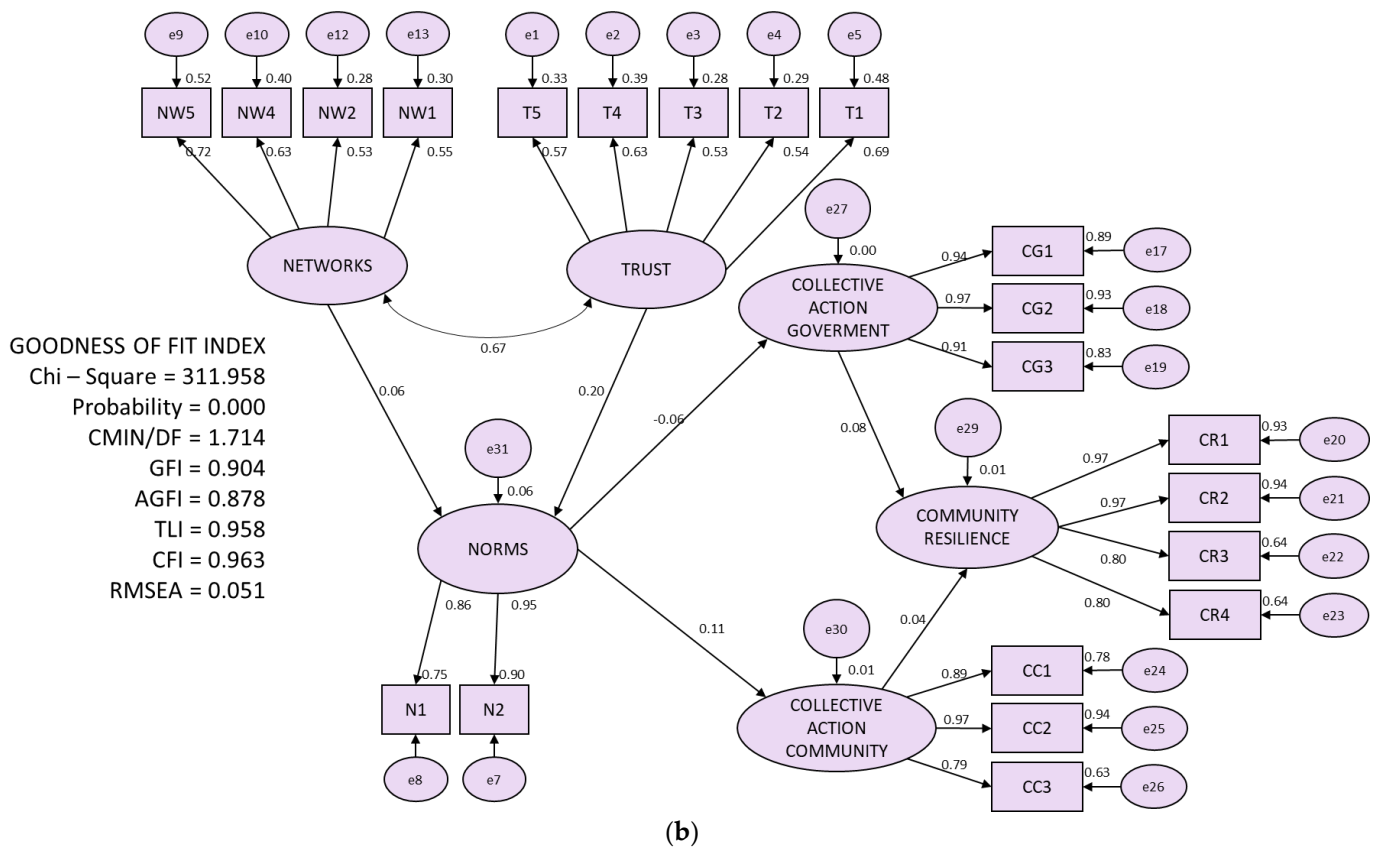 e9 e10 e12 e13 e1 e2 e3 e4 e5
0.52 0.40 0.28 0.30 0.33 0.39 0.28 0.29 0.48
NW5 NW4 NW2 NW1 T5 T4 T3 T2 T1
0.72 0.63 0.53 0.55 0.57 0.63 0.53 0.54 0.69
e27
0.00
NETWORKS
TRUST
COLLECTIVE
ACTION
GOVERMENT
0.94 CG1 0.89 e17
0.97 CG2 0.93 e18
0.91 CG3 0.83 e19
0.67
GOODNESS OF FIT INDEX
Chi – Square = 311.958
Probability = 0.000
CMIN/DF = 1.714
GFI = 0.904
AGFI = 0.878
TLI = 0.958
CFI = 0.963
RMSEA = 0.051
0.06
0.20
-0.06
0.08
e31
0.06
NORMS
e29
0.01
COMMUNITY
RESILIENCE
0.97 CR1 0.93 e20
0.97 CR2 0.94 e21
0.80 CR3 0.64 e22
0.80 CR4 0.64 e23
0.86 0.95
0.75 0.90
N1 N2
e8 e7
0.11
0.04
e30
0.01
COLLECTIVE
ACTION
COMMUNITY
0.89 CC1 0.78 e24
0.97 CC2 0.94 e25
0.79 CC3 0.63 e26
(b)